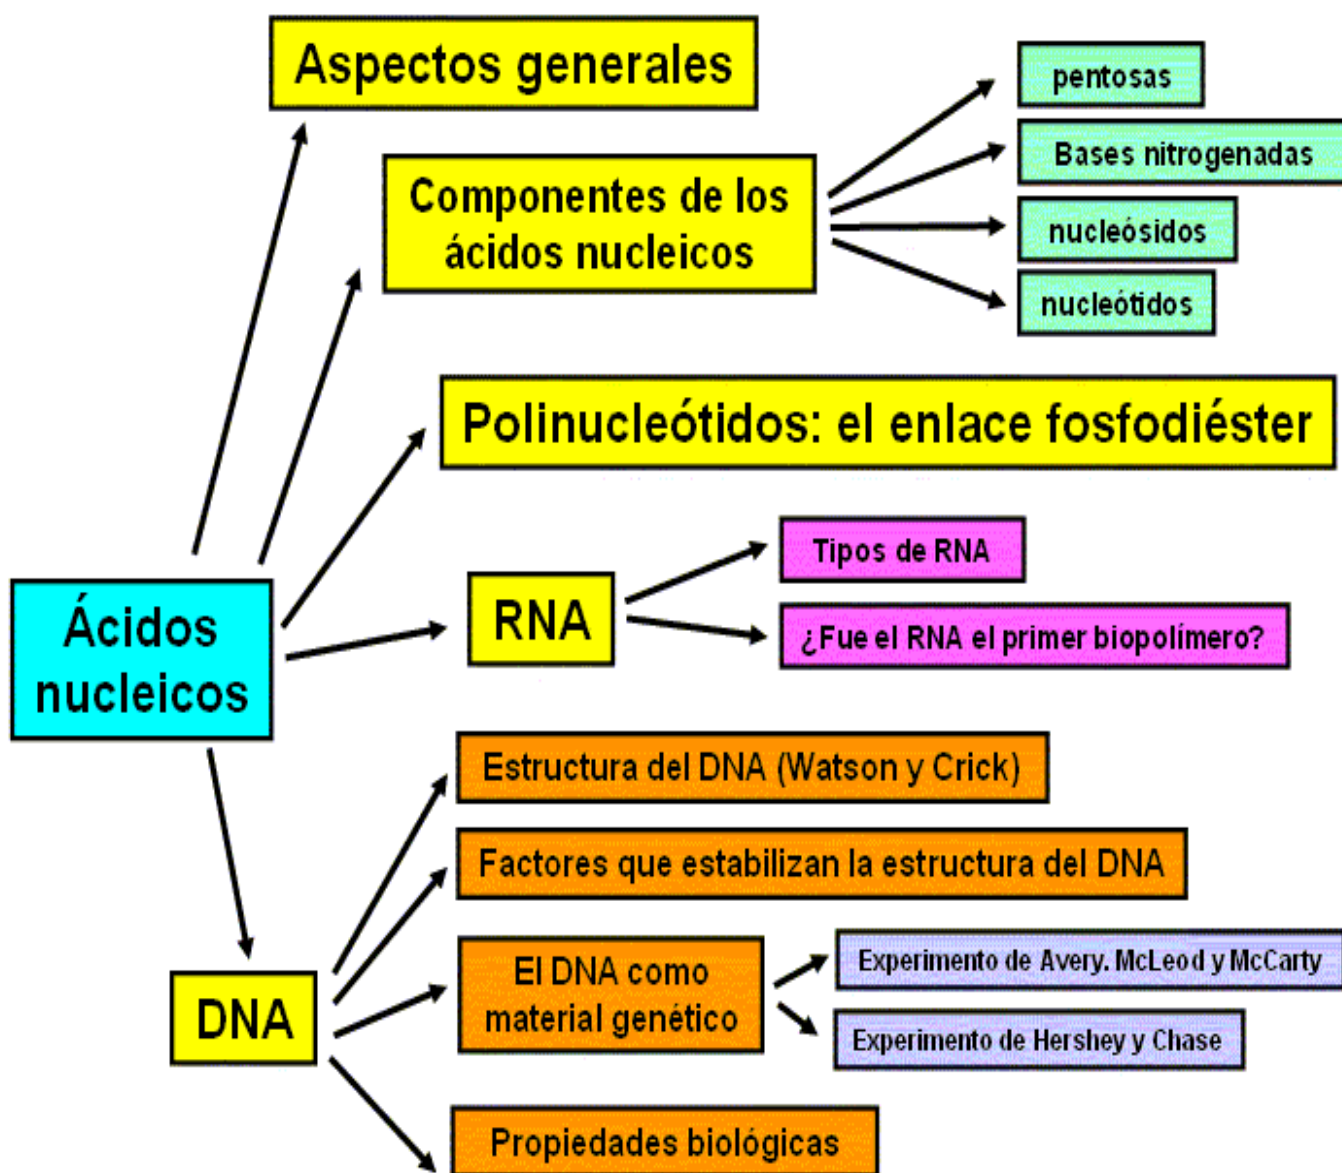 Aspectos generales
Componentes de los
ácidos nucleicos
pentosas
Bases nitrogenadas
nucleósidos
nucleótidos
Polinucleótidos: el enlace fosfodiéster
Ácidos
nucleicos
RNA
Tipos de RNA
¿Fue el RNA el primer biopolímero?
DNA
Estructura del DNA (Watson y Crick)
Factores que estabilizan la estructura del DNA
El DNA como
material genético
Experimento de Avery. McLeod y McCarty
Experimento de Hershey y Chase
Propiedades biológicas